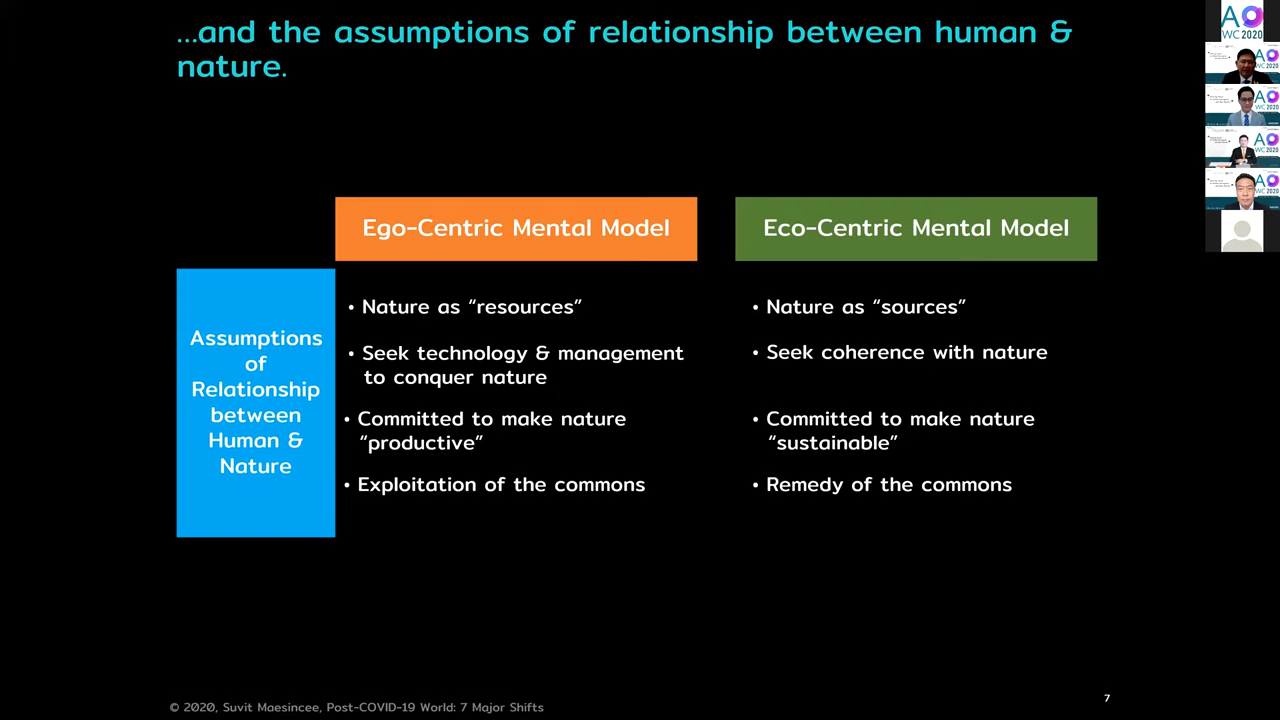 ...and the assumptions of relationship between human &
nature.
Ego-Centric Mental Model
Eco-Centric Mental Model
Assumptions
of
Relationship
between
Human &
Nature
• Nature as “resources”
• Seek technology & management
to conquer nature
• Committed to make nature
“productive”
• Exploitation of the commons
• Nature as “sources”
• Seek coherence with nature
• Committed to make nature
“sustainable”
• Remedy of the commons
© 2020, Suvit Maesincee, Post-COVID-19 World: 7 Major Shifts
7
WC 2020